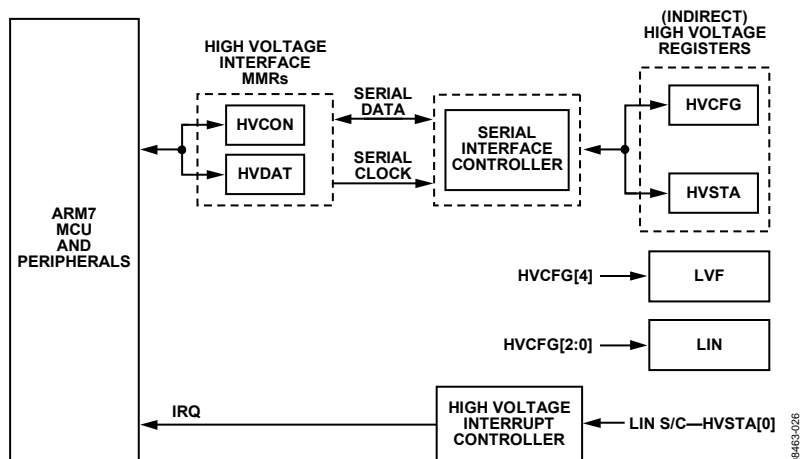 (INDIRECT)
HIGH VOLTAGE
REGISTERS
HIGH VOLTAGE
INTERFACE
MMRs
HVCON
HVDAT
SERIAL
DATA
SERIAL
CLOCK
SERIAL
INTERFACE
CONTROLLER
HVCFG
HVSTA
ARM7
MCU
AND
PERIPHERALS
HVCFG[4]
LVF
HVCFG[2:0]
LIN
IRQ
HIGH VOLTAGE
INTERRUPT
CONTROLLER
LIN S/C—HVSTA[0]
08463-026